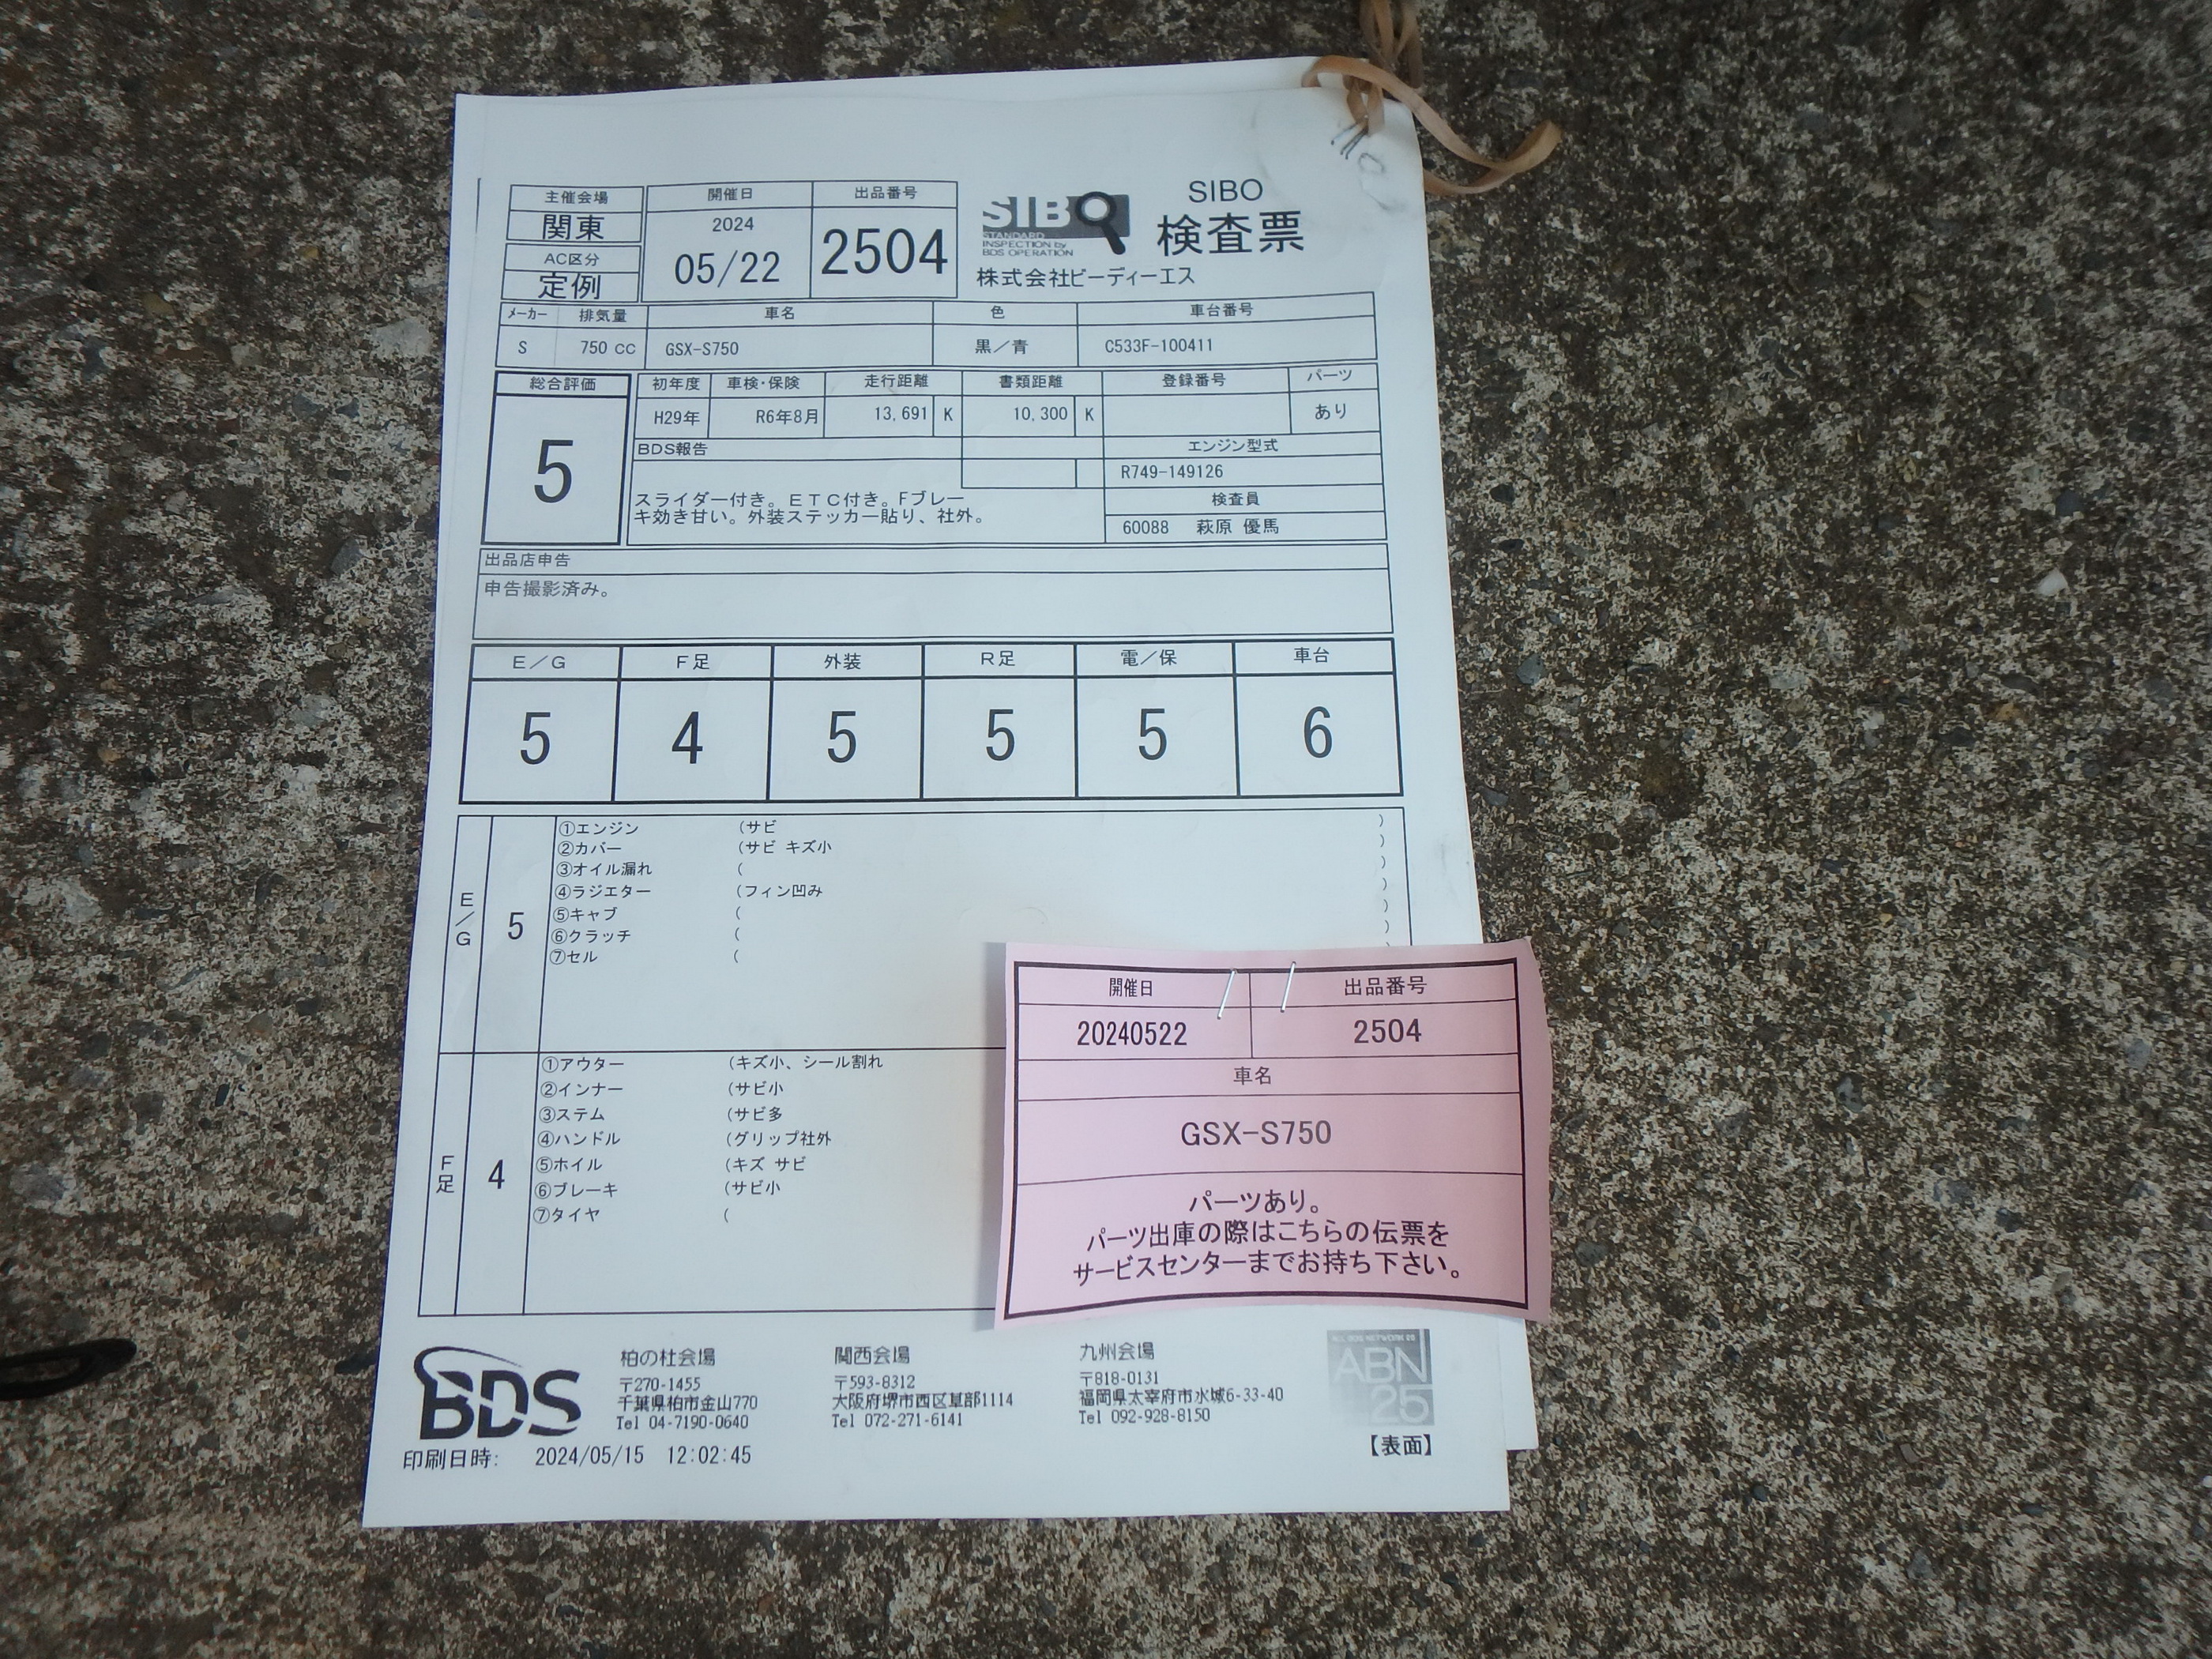 主催会場 開催日 出品番号
関東 2024 05/22 2504
AC区分
定例
SIBO
STANDARD
INSPECTION by
BDS OPERATION
SIBO
検査票
株式会社ビーディーエス
メーカー 排気量 車名 色 車台番号
S 750 CC GSX-S750 黒／青 C533F-100411
総合評価 初年度 車検・保険 走行距離 書類距離 登録番号 パーツ
5 H29年 R6年8月 13,691 K 10,300 K あり
BDS報告 エンジン型式
R749-149126
スライダー付き。ＥＴＣ付き。Fブレー
キ効き甘い。外装ステッカー貼り、社外。
検査員
60088 萩原 優馬
出品店申告
申告撮影済み。
E／G F足 外装 R足 電／保 車台
5 4 5 5 5 6
E／G 5
①エンジン (サビ )
②カバー (サビ キズ小 )
③オイル漏れ ( )
④ラジエター (フィン凹み )
⑤キャブ ( )
⑥クラッチ ( )
⑦セル ( )
F足 4
①アウター (キズ小、シール割れ
②インナー (サビ小
③ステム (サビ多
④ハンドル (グリップ社外
⑤ホイル (キズ サビ
⑥ブレーキ (サビ小
⑦タイヤ (
開催日 出品番号
20240522 2504
車名
GSX-S750
パーツあり。
パーツ出庫の際はこちらの伝票を
サービスセンターまでお持ち下さい。
BDS
柏の杜会場
〒270-1455
千葉県柏市金山770
Tel 04-7190-0640
関西会場
〒593-8312
大阪府堺市西区草部1114
Tel 072-271-6141
九州会場
〒818-0131
福岡県太宰府市水城6-33-40
Tel 092-928-8150
ALL BDS NETWORK 25
ABN
25
印刷日時: 2024/05/15 12:02:45
【表面】